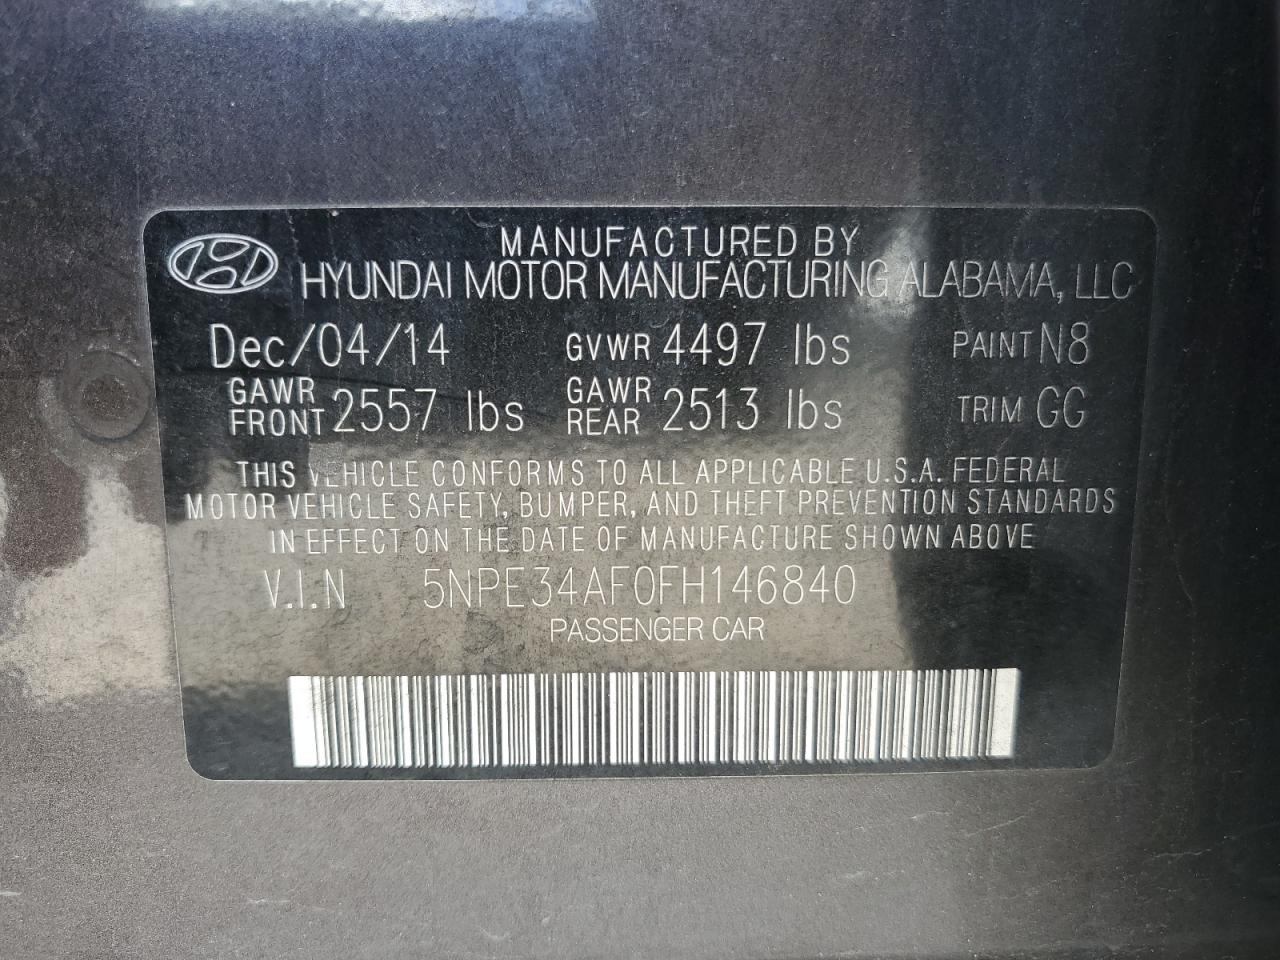 MANUFACTURED BY
HYUNDAI MOTOR MANUFACTURING ALABAMA, LLC
Dec/04/14 GVWR 4497 lbs PAINT N8
GAWR FRONT 2557 lbs GAWR REAR 2513 lbs TRIM GG
THIS VEHICLE CONFORMS TO ALL APPLICABLE U.S.A. FEDERAL
MOTOR VEHICLE SAFETY, BUMPER, AND THEFT PREVENTION STANDARDS
IN EFFECT ON THE DATE OF MANUFACTURE SHOWN ABOVE
V.I.N 5NPE34AF0FH146840
PASSENGER CAR